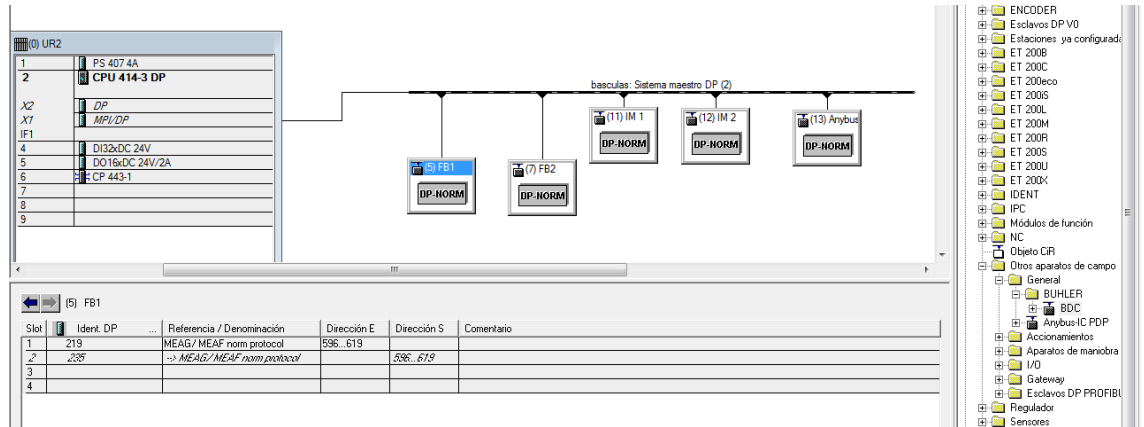 (0) UR2
1 PS 407 4A
2 CPU 414-3 DP
X2 DP
X1 MPI/DP
IF1
4 DI32xDC 24V
5 DO16xDC 24V/2A
6 CP 443-1
7
8
9
basculas: Sistema maestro DP (2)
(11) IM 1
DP-NORM
(12) IM 2
DP-NORM
(13) Anybus
DP-NORM
(5) FB1
DP-NORM
(7) FB2
DP-NORM
(5) FB1
Slot Ident. DP ... Referencia / Denominación Dirección E Dirección S Comentario
1 219 MEAG/ MEAF norm protocol 596...619
2 235 --> MEAG/ MEAF norm protocol 596...619
3
4
ENCODER
Esclavos DP V0
Estaciones ya configurada
ET 200B
ET 200C
ET 200eco
ET 200iS
ET 200L
ET 200M
ET 200R
ET 200S
ET 200U
ET 200X
IDENT
IPC
Módulos de función
NC
Objeto CiR
Otros aparatos de campo
General
BUHLER
BDC
Anybus-IC PDP
Accionamientos
Aparatos de maniobra
I/O
Gateway
Esclavos DP PROFIBU
Regulador
Sensores